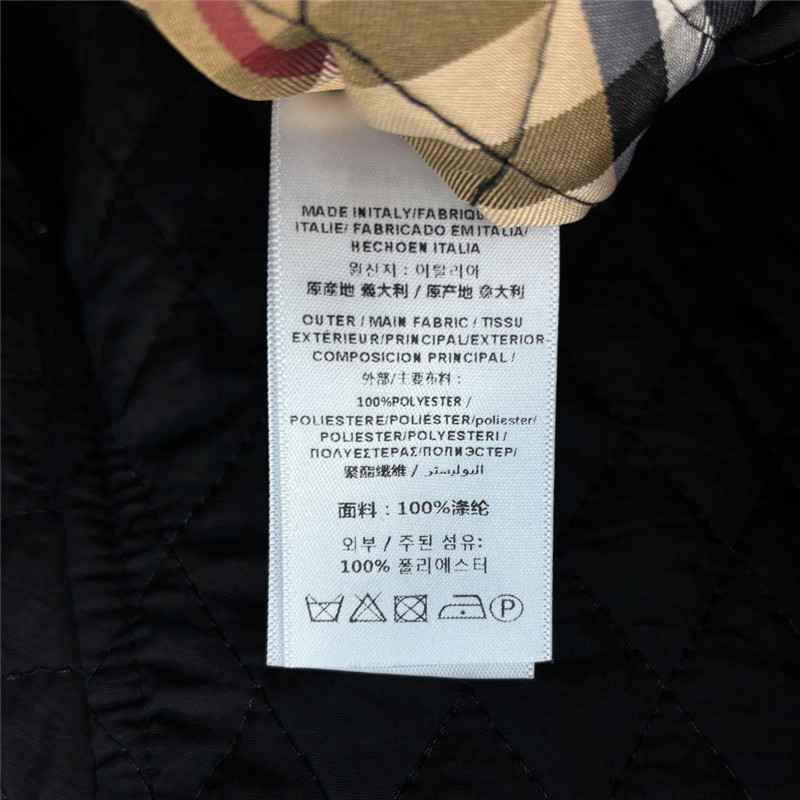 MADE INITALY/FABRIQU
ITALIE/ FABRICADO EM ITALIA/
HECHOEN ITALIA
원산지 : 이탈리아
原産地 義大利 / 原产地 意大利
OUTER / MAIN FABRIC / TISSU
EXTÉRIEUR/PRINCIPAL/EXTERIOR-
COMPOSICION PRINCIPAL /
外部/主要布料 :
100%POLYESTER /
POLIESTERE/POLIÉSTER/poliester/
POLIESTER/POLYESTERI /
ΠΟΛΥΕΣΤΕΡΑΣ/ПОЛИЭСТЕР/
聚酯纖維 / البوليستر
面料 : 100%涤纶
외부 / 주된 섬유:
100% 폴리에스터
P